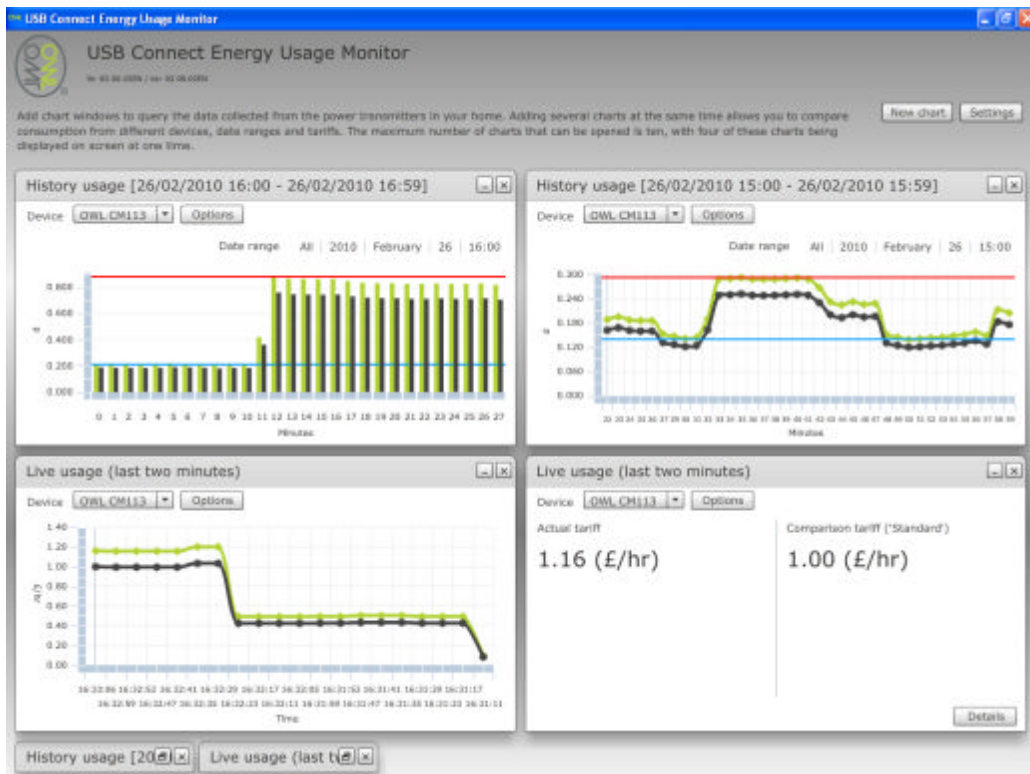 USB Connect Energy Usage Monitor
USB Connect Energy Usage Monitor
Add chart windows to query the data collected from the power transmitters in your home. Adding several charts at the same time allows you to compare
consumption from different devices, date ranges and tariffs. The maximum number of charts that can be opened is ten, with four of these charts being
displayed on screen at one time.
New chart Settings
History usage [26/02/2010 16:00 - 26/02/2010 16:59]
Device OWL CM113 Options
Date range All 2010 February 26 16:00
0.800
0.600
0.400
0.200
0.000
0 1 2 3 4 5 6 7 8 9 10 11 12 13 14 15 16 17 18 19 20 21 22 23 24 25 26 27
Minutes
History usage [26/02/2010 15:00 - 26/02/2010 15:59]
Device OWL CM113 Options
Date range All 2010 February 26 15:00
0.300
0.240
0.180
0.120
0.060
0.000
Minutes
Live usage (last two minutes)
Device OWL CM113 Options
1.40
1.20
1.00
0.80
0.60
0.40
0.20
0.00
£/hr
Time
Live usage (last two minutes)
Device OWL CM113 Options
Actual tariff
1.16 (£/hr)
Comparison tariff ('Standard')
1.00 (£/hr)
Details
History usage [20
Live usage (last t